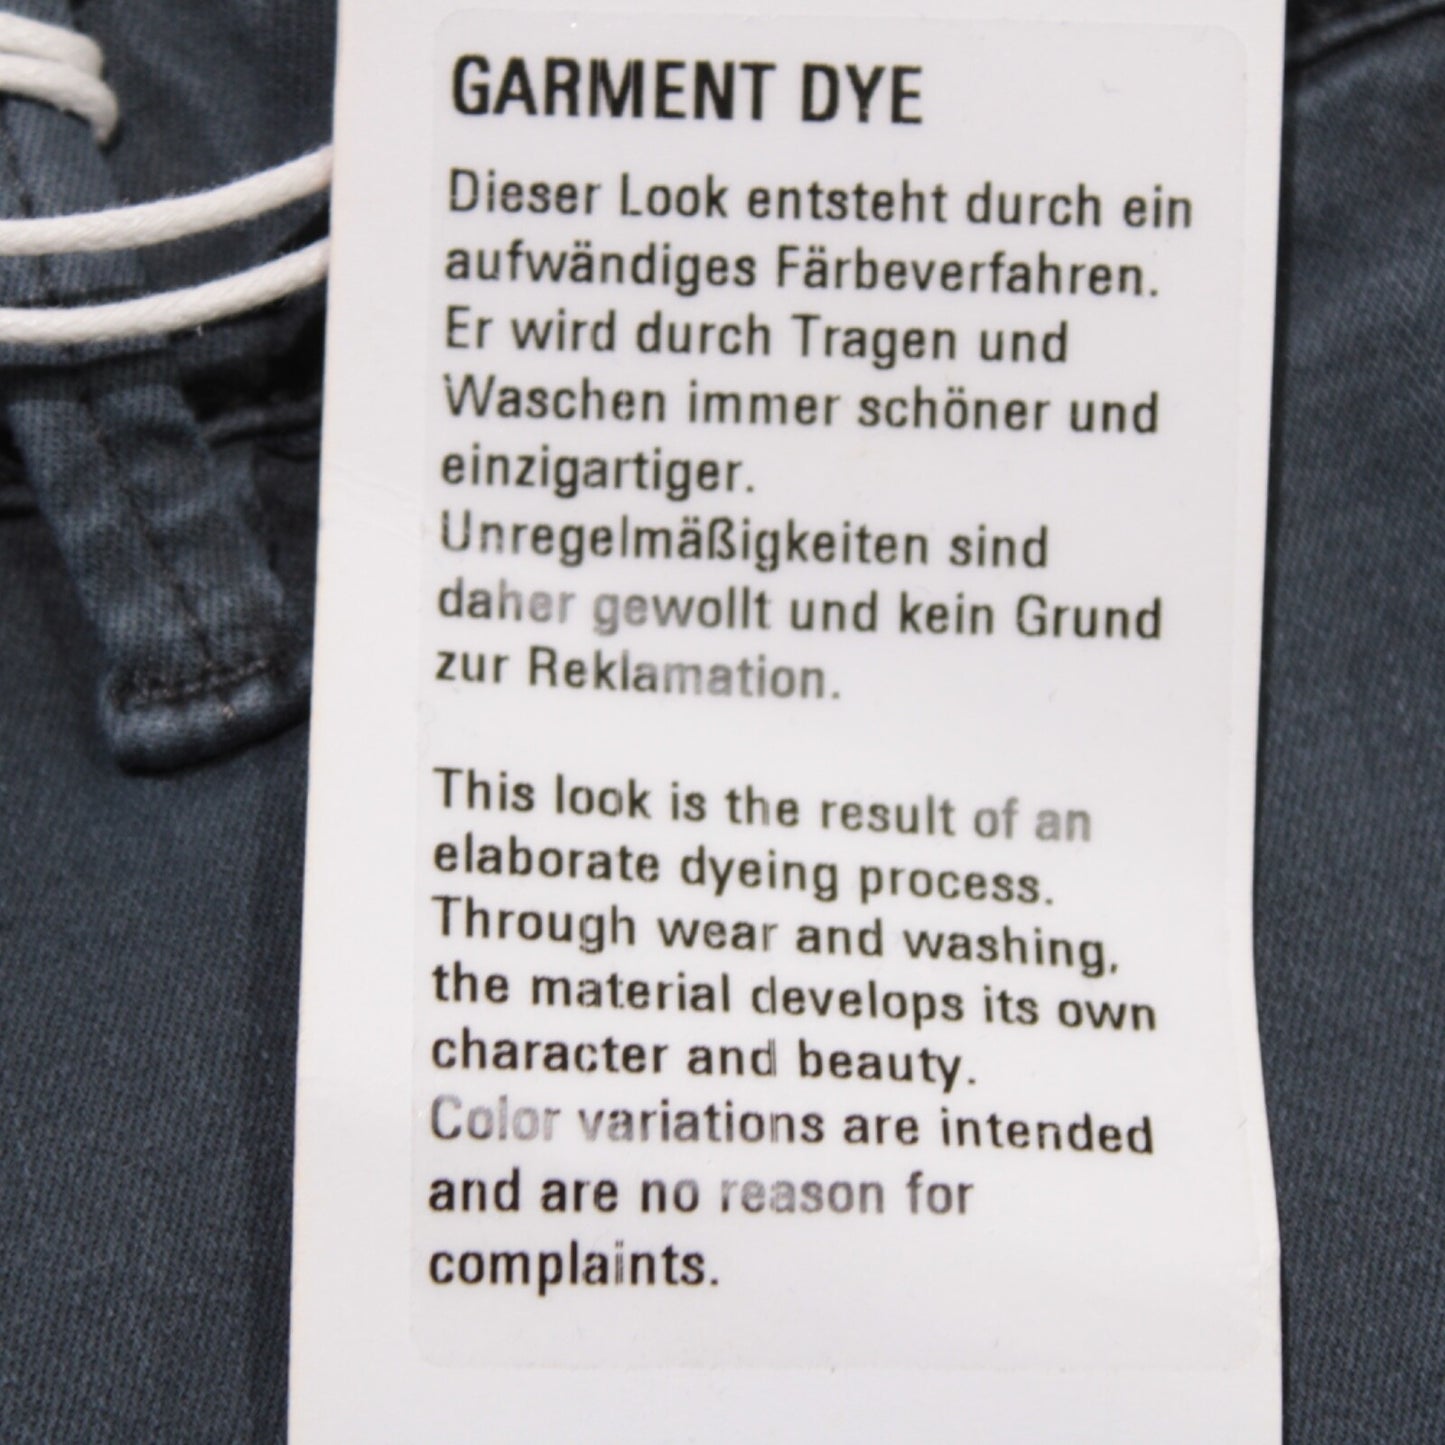 GARMENT DYE
Dieser Look entsteht durch ein
aufwändiges Färbeverfahren.
Er wird durch Tragen und
Waschen immer schöner und
einzigartiger.
Unregelmäßigkeiten sind
daher gewollt und kein Grund
zur Reklamation.
This look is the result of an
elaborate dyeing process.
Through wear and washing,
the material develops its own
character and beauty.
Color variations are intended
and are no reason for
complaints.